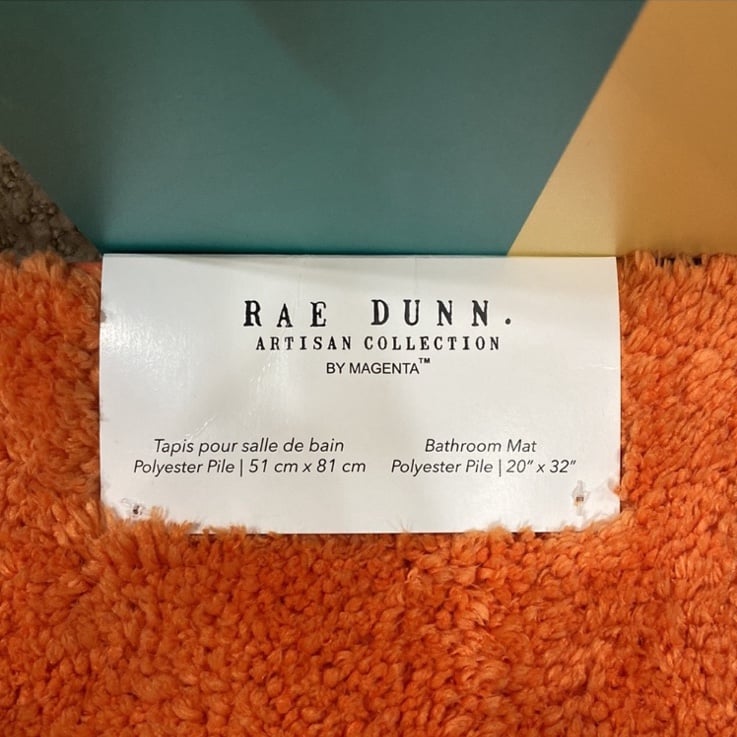 RAE DUNN.
ARTISAN COLLECTION
BY MAGENTA™
Tapis pour salle de bain
Polyester Pile | 51 cm x 81 cm
Bathroom Mat
Polyester Pile | 20" x 32"